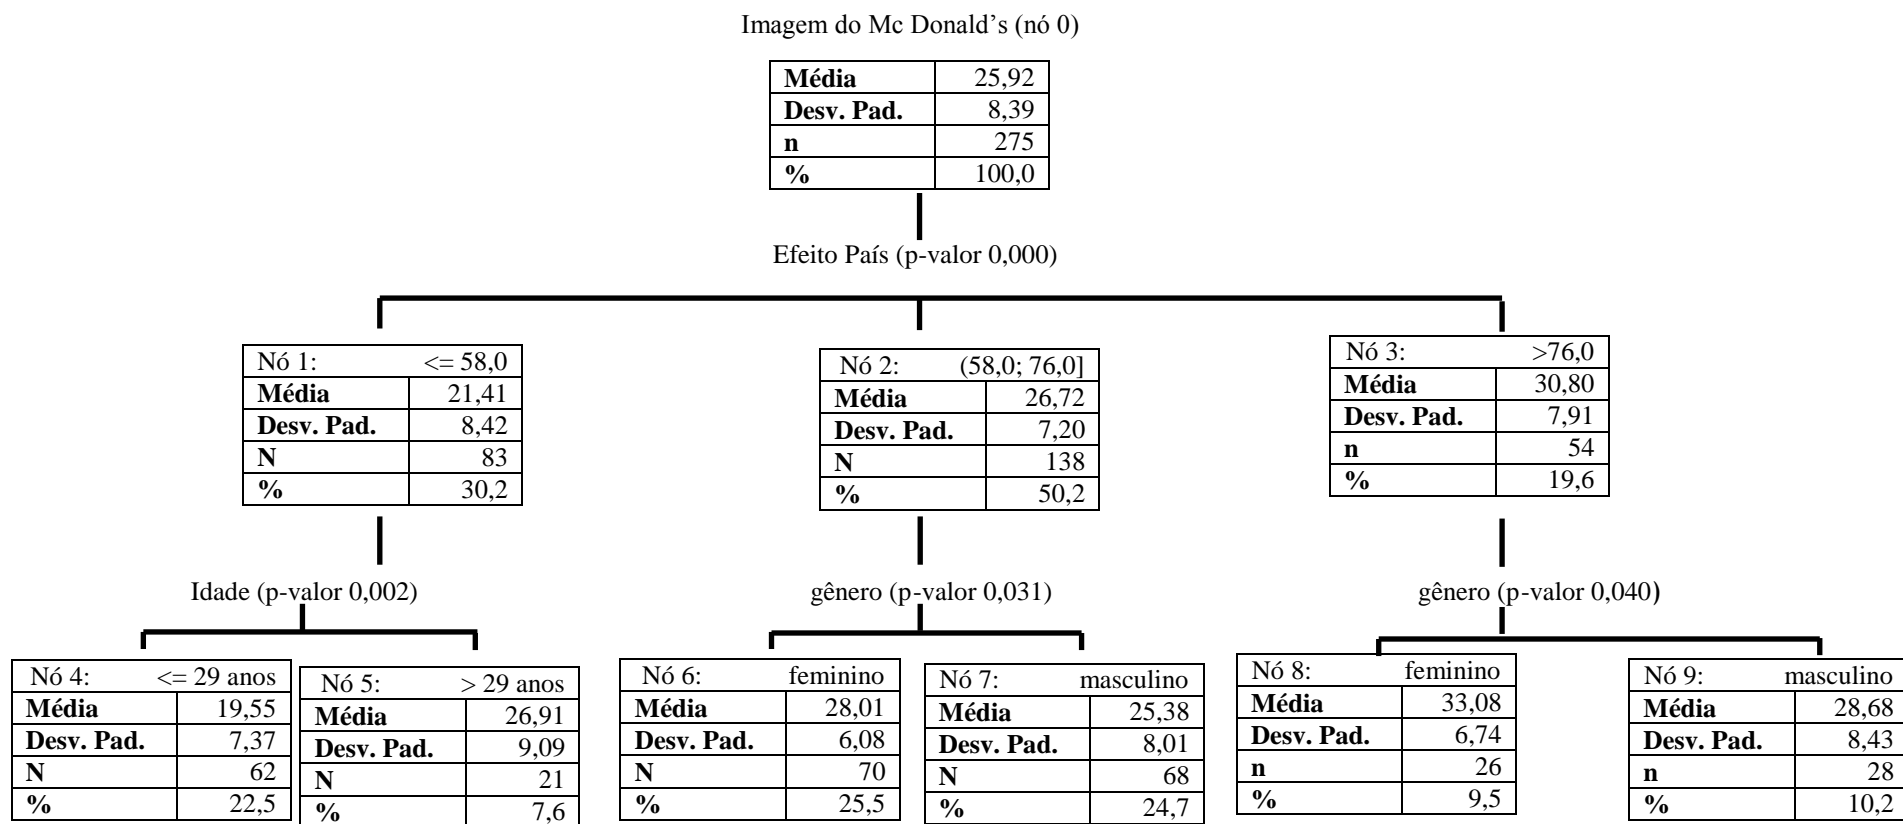 Imagem do Mc Donald’s (nó 0)
Média 25,92
Desv. Pad. 8,39
n 275
% 100,0
Efeito País (p-valor 0,000)
Nó 1: <= 58,0
Média 21,41
Desv. Pad. 8,42
N 83
% 30,2
Nó 2: (58,0; 76,0]
Média 26,72
Desv. Pad. 7,20
N 138
% 50,2
Nó 3: >76,0
Média 30,80
Desv. Pad. 7,91
n 54
% 19,6
Idade (p-valor 0,002)
gênero (p-valor 0,031)
gênero (p-valor 0,040)
Nó 4: <= 29 anos
Média 19,55
Desv. Pad. 7,37
N 62
% 22,5
Nó 5: > 29 anos
Média 26,91
Desv. Pad. 9,09
N 21
% 7,6
Nó 6: feminino
Média 28,01
Desv. Pad. 6,08
N 70
% 25,5
Nó 7: masculino
Média 25,38
Desv. Pad. 8,01
N 68
% 24,7
Nó 8: feminino
Média 33,08
Desv. Pad. 6,74
n 26
% 9,5
Nó 9: masculino
Média 28,68
Desv. Pad. 8,43
n 28
% 10,2